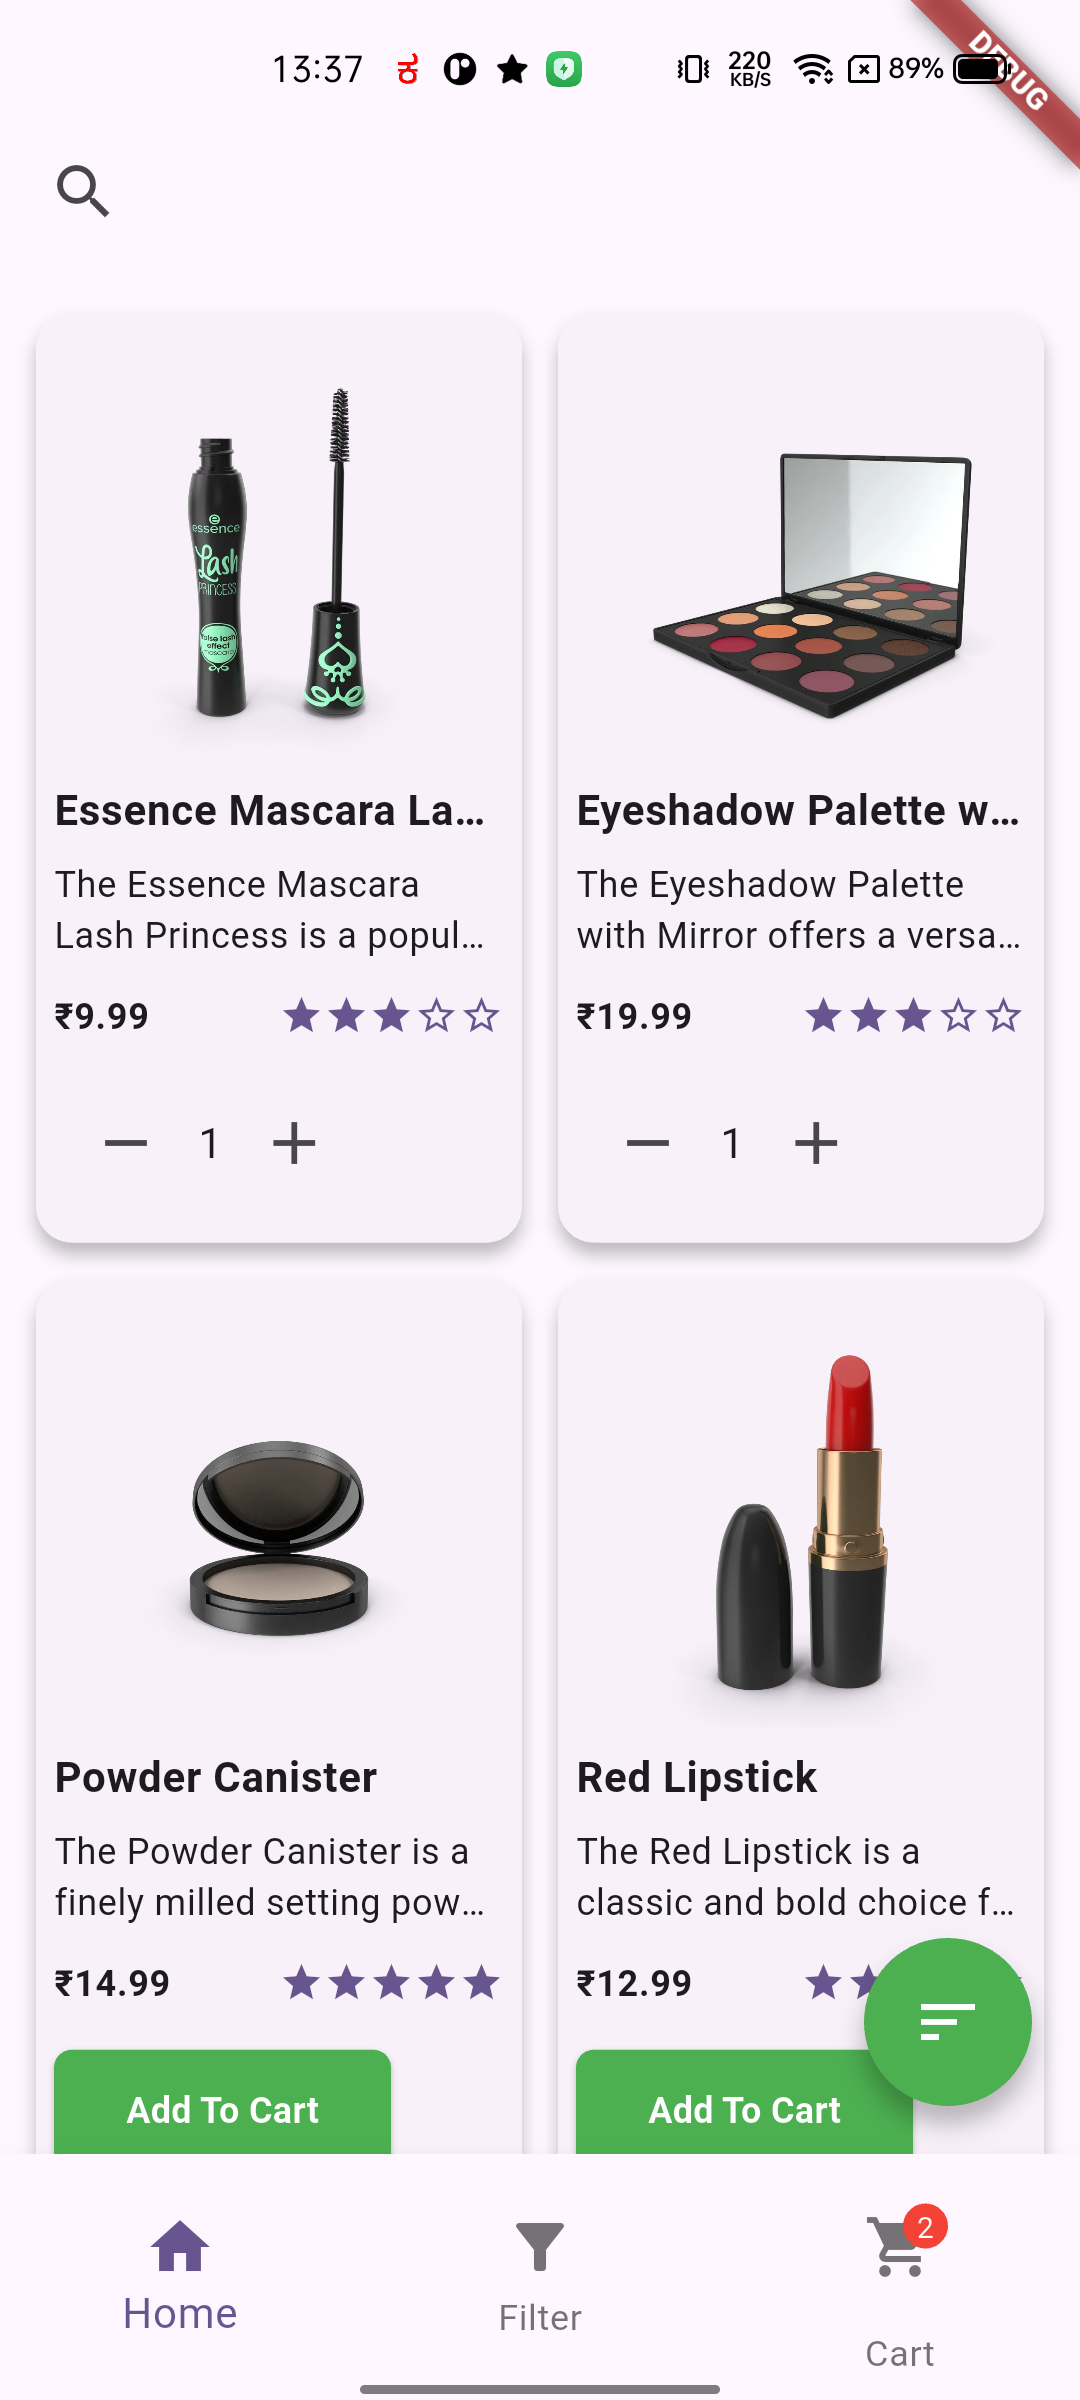 13:37 ಕ 220 KB/S 89%
DEBUG
essence
Lash
PRINCESS
false lash
effect
mascara
Essence Mascara La…
The Essence Mascara
Lash Princess is a popul…
₹9.99
1
Eyeshadow Palette w…
The Eyeshadow Palette
with Mirror offers a versa…
₹19.99
1
Powder Canister
The Powder Canister is a
finely milled setting pow…
₹14.99
Add To Cart
Red Lipstick
The Red Lipstick is a
classic and bold choice f…
₹12.99
Add To Cart
Home
Filter
2
Cart